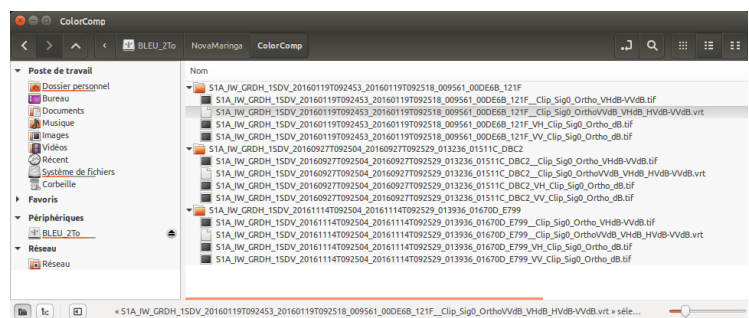 ColorComp
BLEU_2To NovaMaringa ColorComp
Poste de travail
Dossier personnel
Bureau
Documents
Musique
Images
Vidéos
Récent
Système de fichiers
Corbeille
Favoris
Périphériques
BLEU_2To
Réseau
Réseau
Nom
S1A_IW_GRDH_1SDV_20160119T092453_20160119T092518_009561_00DE6B_121F
S1A_IW_GRDH_1SDV_20160119T092453_20160119T092518_009561_00DE6B_121F__Clip_Sig0_Ortho_VHdB-VVdB.tif
S1A_IW_GRDH_1SDV_20160119T092453_20160119T092518_009561_00DE6B_121F__Clip_Sig0_OrthoVVdB_VHdB_HVdB-VVdB.vrt
S1A_IW_GRDH_1SDV_20160119T092453_20160119T092518_009561_00DE6B_121F_VH_Clip_Sig0_Ortho_dB.tif
S1A_IW_GRDH_1SDV_20160119T092453_20160119T092518_009561_00DE6B_121F_VV_Clip_Sig0_Ortho_dB.tif
S1A_IW_GRDH_1SDV_20160927T092504_20160927T092529_013236_01511C_DBC2
S1A_IW_GRDH_1SDV_20160927T092504_20160927T092529_013236_01511C_DBC2__Clip_Sig0_Ortho_VHdB-VVdB.tif
S1A_IW_GRDH_1SDV_20160927T092504_20160927T092529_013236_01511C_DBC2__Clip_Sig0_OrthoVVdB_VHdB_HVdB-VVdB.vrt
S1A_IW_GRDH_1SDV_20160927T092504_20160927T092529_013236_01511C_DBC2_VH_Clip_Sig0_Ortho_dB.tif
S1A_IW_GRDH_1SDV_20160927T092504_20160927T092529_013236_01511C_DBC2_VV_Clip_Sig0_Ortho_dB.tif
S1A_IW_GRDH_1SDV_20161114T092504_20161114T092529_013936_01670D_E799
S1A_IW_GRDH_1SDV_20161114T092504_20161114T092529_013936_01670D_E799__Clip_Sig0_Ortho_VHdB-VVdB.tif
S1A_IW_GRDH_1SDV_20161114T092504_20161114T092529_013936_01670D_E799__Clip_Sig0_OrthoVVdB_VHdB_HVdB-VVdB.vrt
S1A_IW_GRDH_1SDV_20161114T092504_20161114T092529_013936_01670D_E799_VH_Clip_Sig0_Ortho_dB.tif
S1A_IW_GRDH_1SDV_20161114T092504_20161114T092529_013936_01670D_E799_VV_Clip_Sig0_Ortho_dB.tif
« S1A_IW_GRDH_1SDV_20160119T092453_20160119T092518_009561_00DE6B_121F__Clip_Sig0_OrthoVVdB_VHdB_HVdB-VVdB.vrt » séle...